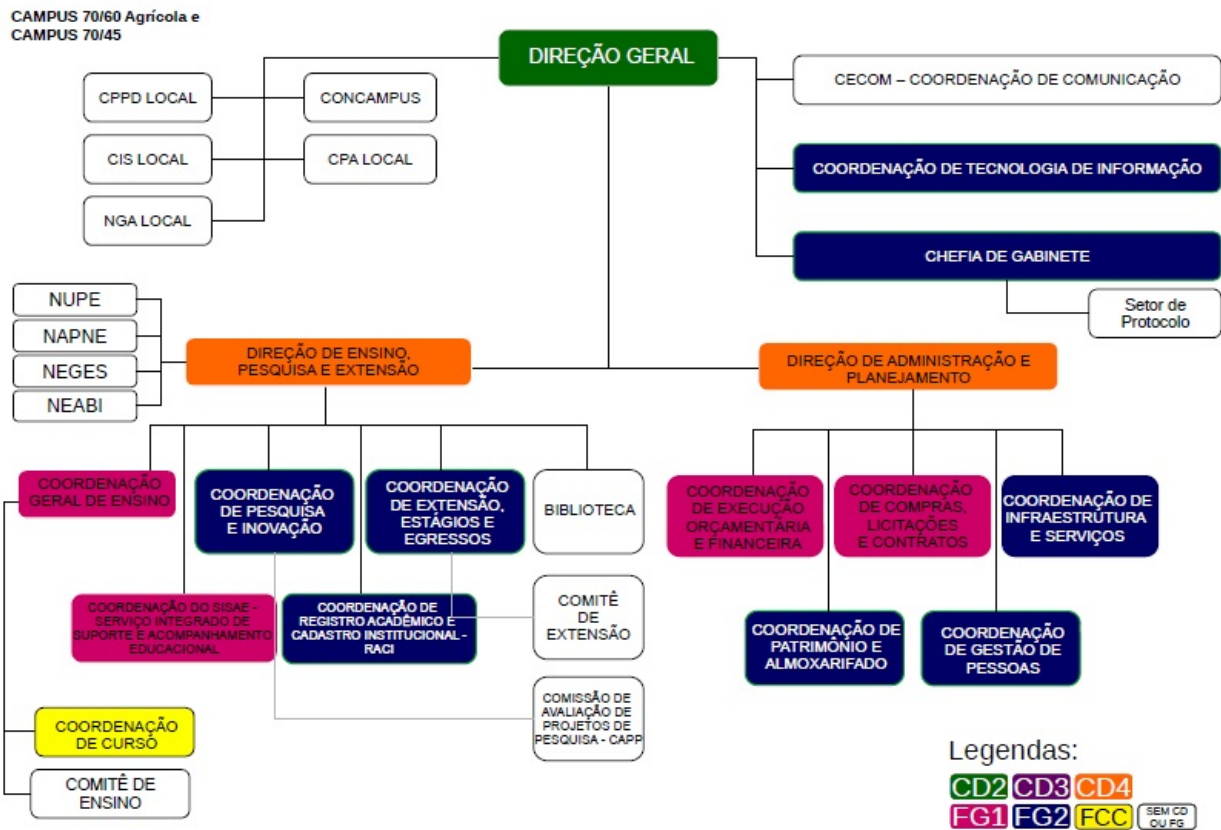 CAMPUS 70/60 Agrícola e
CAMPUS 70/45
DIREÇÃO GERAL
CPPD LOCAL
CONCAMPUS
CIS LOCAL
CPA LOCAL
NGA LOCAL
CECOM – COORDENAÇÃO DE COMUNICAÇÃO
COORDENAÇÃO DE TECNOLOGIA DE INFORMAÇÃO
CHEFIA DE GABINETE
Setor de
Protocolo
NUPE
NAPNE
NEGES
NEABI
DIREÇÃO DE ENSINO,
PESQUISA E EXTENSÃO
DIREÇÃO DE ADMINISTRAÇÃO E
PLANEJAMENTO
COORDENAÇÃO
GERAL DE ENSINO
COORDENAÇÃO
DE PESQUISA
E INOVAÇÃO
COORDENAÇÃO
DE EXTENSÃO,
ESTÁGIOS E
EGRESSOS
BIBLIOTECA
COORDENAÇÃO
DE EXECUÇÃO
ORÇAMENTÁRIA
E FINANCEIRA
COORDENAÇÃO
DE COMPRAS,
LICITAÇÕES
E CONTRATOS
COORDENAÇÃO DE
INFRAESTRUTURA
E SERVIÇOS
COORDENAÇÃO DO SISAE -
SERVIÇO INTEGRADO DE
SUPORTE E ACOMPANHAMENTO
EDUCACIONAL
COORDENAÇÃO DE
REGISTRO ACADÊMICO E
CADASTRO INSTITUCIONAL -
RACI
COMITÊ
DE
EXTENSÃO
COORDENAÇÃO DE
PATRIMÔNIO E
ALMOXARIFADO
COORDENAÇÃO
DE GESTÃO DE
PESSOAS
COMISSÃO DE
AVALIAÇÃO DE
PROJETOS DE
PESQUISA - CAPP
COORDENAÇÃO
DE CURSO
COMITÊ DE
ENSINO
Legendas:
CD2 CD3 CD4
FG1 FG2 FCC SEM CD
OU FG